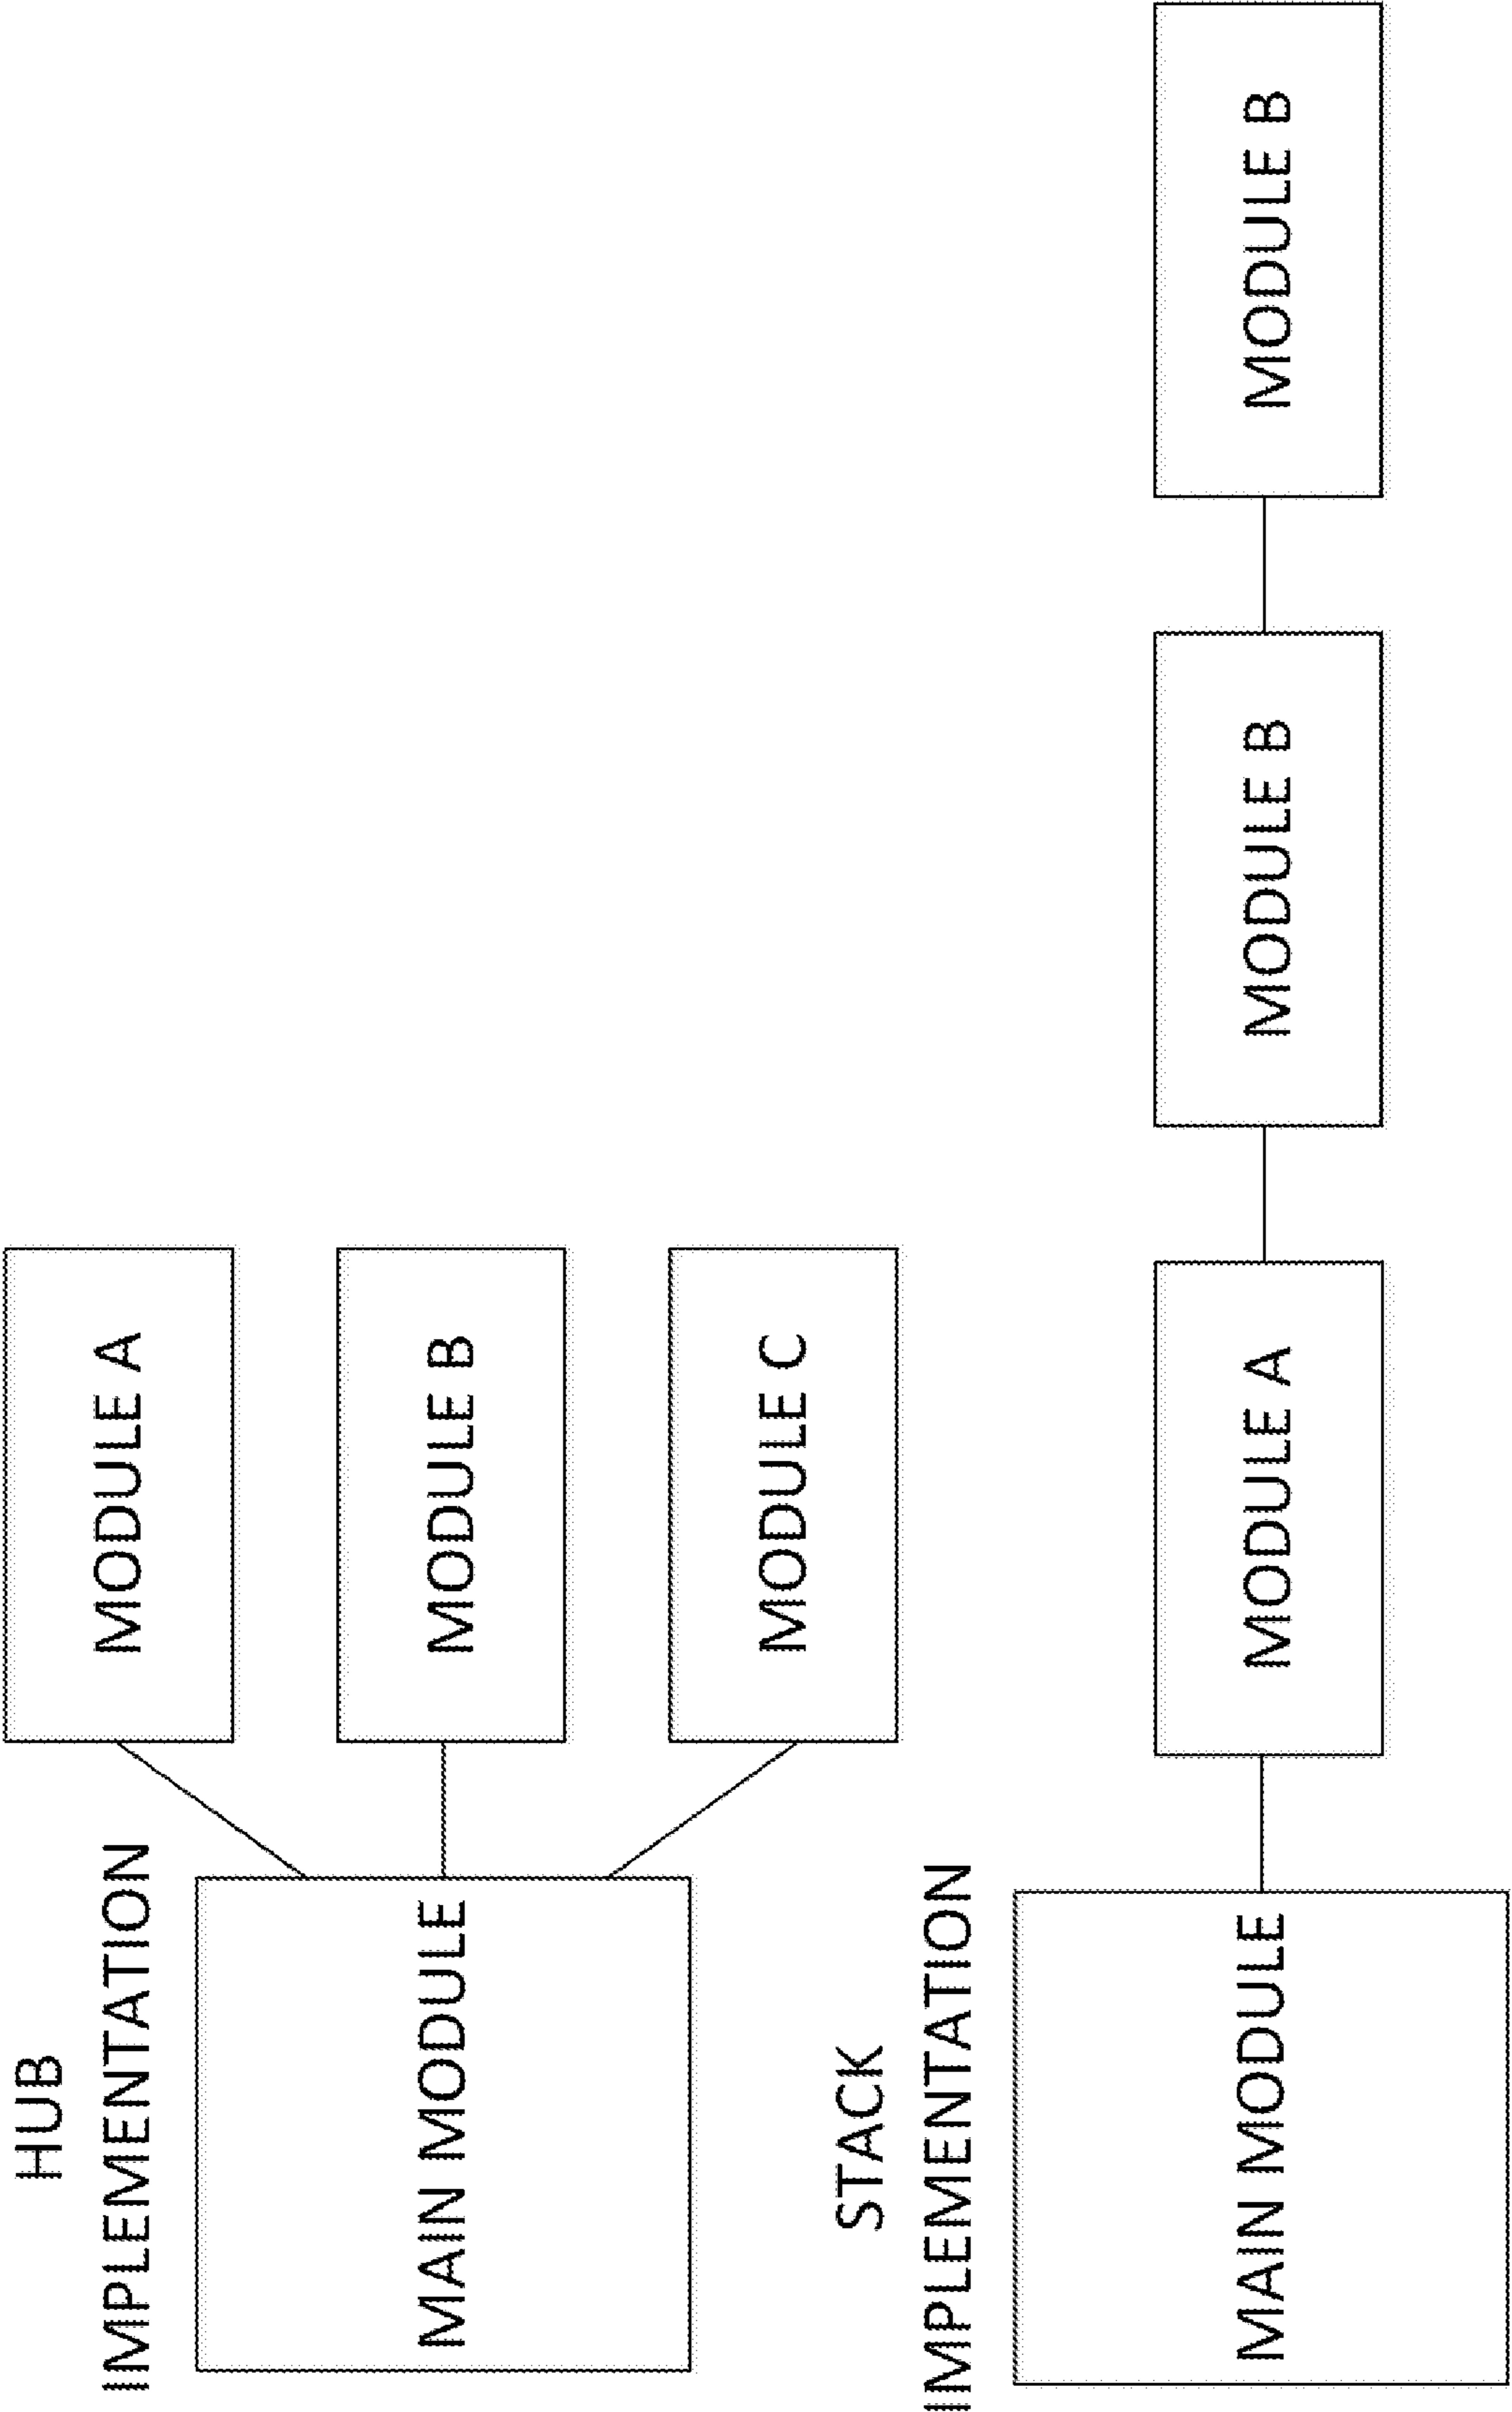 HUB
IMPLEMENTATION
MODULE A
MAIN MODULE
MODULE B
MODULE C
STACK
IMPLEMENTATION
MAIN MODULE
MODULE A
MODULE B
MODULE B